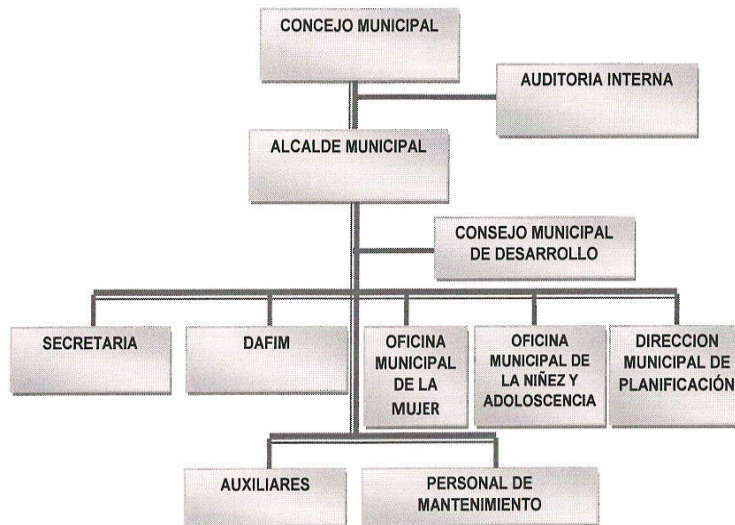 CONCEJO MUNICIPAL
AUDITORIA INTERNA
ALCALDE MUNICIPAL
CONSEJO MUNICIPAL
DE DESARROLLO
SECRETARIA
DAFIM
OFICINA
MUNICIPAL
DE LA
MUJER
OFICINA
MUNICIPAL DE
LA NIÑEZ Y
ADOLOSCENCIA
DIRECCION
MUNICIPAL DE
PLANIFICACIÓN
AUXILIARES
PERSONAL DE
MANTENIMIENTO